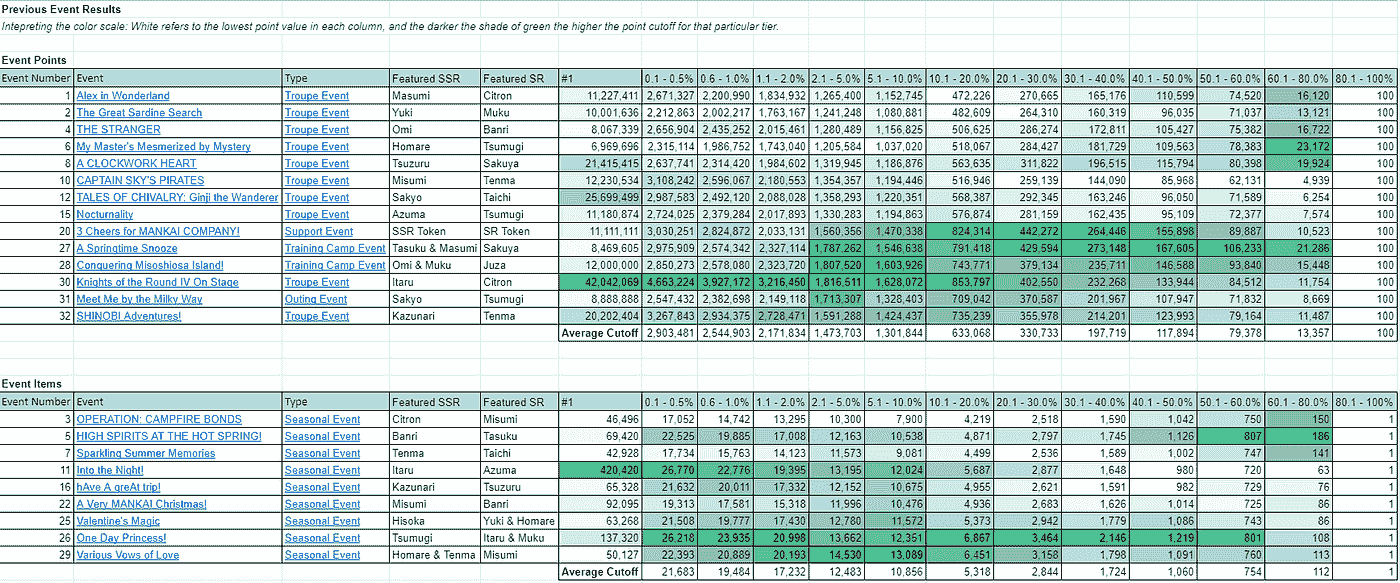 Previous Event Results
Intepreting the color scale: White refers to the lowest point value in each column, and the darker the shade of green the higher the point cutoff for that particular tier.
Event Points
Event Number Event Type Featured SSR Featured SR #1 0.1 - 0.5% 0.6 - 1.0% 1.1 - 2.0% 2.1 - 5.0% 5.1 - 10.0% 10.1 - 20.0% 20.1 - 30.0% 30.1 - 40.0% 40.1 - 50.0% 50.1 - 60.0% 60.1 - 80.0% 80.1 - 100%
1 Alex in Wonderland Troupe Event Masumi Citron 11,227,411 2,671,327 2,200,990 1,834,932 1,265,400 1,152,745 472,226 270,665 165,176 110,599 74,520 16,120 100
2 The Great Sardine Search Troupe Event Yuki Muku 10,001,636 2,212,863 2,002,217 1,763,167 1,241,248 1,080,881 482,609 264,310 160,319 96,035 71,037 13,121 100
4 THE STRANGER Troupe Event Omi Banri 8,067,339 2,656,904 2,435,252 2,015,461 1,280,489 1,156,825 506,625 286,274 172,811 105,427 75,382 16,722 100
6 My Master's Mesmerized by Mystery Troupe Event Homare Tsumugi 6,969,696 2,315,114 1,986,752 1,743,040 1,205,584 1,037,020 518,067 284,427 181,729 109,563 78,383 23,172 100
8 A CLOCKWORK HEART Troupe Event Tsuzuru Sakuya 21,415,415 2,637,741 2,314,420 1,984,602 1,319,945 1,186,876 563,635 311,822 196,515 115,794 80,398 19,924 100
10 CAPTAIN SKY'S PIRATES Troupe Event Misumi Tenma 12,230,534 3,108,242 2,596,067 2,180,553 1,354,357 1,194,446 516,946 259,139 144,090 85,968 62,131 4,939 100
12 TALES OF CHIVALRY: Ginji the Wanderer Troupe Event Sakyo Taichi 25,699,499 2,987,583 2,492,120 2,088,028 1,358,293 1,220,351 568,387 292,345 163,246 96,050 71,589 6,254 100
15 Nocturnality Troupe Event Azuma Tsumugi 11,180,874 2,724,025 2,379,284 2,017,893 1,330,283 1,194,863 576,874 281,159 162,435 95,109 72,377 7,574 100
20 3 Cheers for MANKAI COMPANY! Support Event SSR Token SR Token 11,111,111 3,030,251 2,824,872 2,033,131 1,560,356 1,470,338 824,314 442,272 264,446 155,898 89,887 10,523 100
27 A Springtime Snooze Training Camp Event Tasuku & Masumi Sakuya 8,469,605 2,975,909 2,574,342 2,327,114 1,787,262 1,546,638 791,418 429,594 273,148 167,605 106,233 21,286 100
28 Conquering Misoshiosa Island! Training Camp Event Omi & Muku Juza 12,000,000 2,850,273 2,578,080 2,323,720 1,807,520 1,603,926 743,771 379,134 235,711 146,588 93,840 15,448 100
30 Knights of the Round IV On Stage Troupe Event Itaru Citron 42,042,069 4,663,224 3,927,172 3,216,450 1,816,511 1,628,072 853,797 402,550 232,268 133,944 84,512 11,754 100
31 Meet Me by the Milky Way Outing Event Sakyo Tsumugi 8,888,888 2,547,432 2,382,698 2,149,118 1,713,307 1,328,403 709,042 370,587 201,967 107,947 71,832 8,669 100
32 SHINOBI Adventures! Troupe Event Kazunari Tenma 20,202,404 3,267,843 2,934,375 2,728,471 1,591,288 1,424,437 735,239 355,978 214,201 123,993 79,164 11,487 100
Average Cutoff 2,903,481 2,544,903 2,171,834 1,473,703 1,301,844 633,068 330,733 197,719 117,894 79,378 13,357 100
Event Items
Event Number Event Type Featured SSR Featured SR #1 0.1 - 0.5% 0.6 - 1.0% 1.1 - 2.0% 2.1 - 5.0% 5.1 - 10.0% 10.1 - 20.0% 20.1 - 30.0% 30.1 - 40.0% 40.1 - 50.0% 50.1 - 60.0% 60.1 - 80.0% 80.1 - 100%
3 OPERATION: CAMPFIRE BONDS Seasonal Event Citron Misumi 46,496 17,052 14,742 13,295 10,300 7,900 4,219 2,518 1,590 1,042 750 150 1
5 HIGH SPIRITS AT THE HOT SPRING! Seasonal Event Banri Tasuku 69,420 22,525 19,885 17,008 12,163 10,538 4,871 2,797 1,745 1,126 807 186 1
7 Sparkling Summer Memories Seasonal Event Tenma Taichi 42,928 17,734 15,763 14,123 11,573 9,081 4,499 2,536 1,589 1,002 747 141 1
11 Into the Night! Seasonal Event Itaru Azuma 420,420 26,770 22,776 19,395 13,195 12,024 5,687 2,877 1,648 980 720 63 1
16 hAve A greAt trip! Seasonal Event Kazunari Tsuzuru 65,328 21,632 20,011 17,332 12,152 10,675 4,955 2,621 1,591 982 729 76 1
22 A Very MANKAI Christmas! Seasonal Event Misumi Banri 92,095 19,313 17,581 15,318 11,996 10,476 4,936 2,683 1,626 1,014 725 86 1
25 Valentine's Magic Seasonal Event Hisoka Yuki & Homare 63,268 21,508 19,777 17,430 12,780 11,572 5,373 2,942 1,779 1,086 743 86 1
26 One Day Princess! Seasonal Event Tsumugi Itaru & Muku 137,320 26,218 23,935 20,998 13,662 12,351 6,867 3,464 2,146 1,219 801 108 1
29 Various Vows of Love Seasonal Event Homare & Tenma Misumi 50,127 22,393 20,889 20,193 14,530 13,089 6,451 3,158 1,798 1,091 760 113 1
Average Cutoff 21,683 19,484 17,232 12,483 10,856 5,318 2,844 1,724 1,060 754 112 1